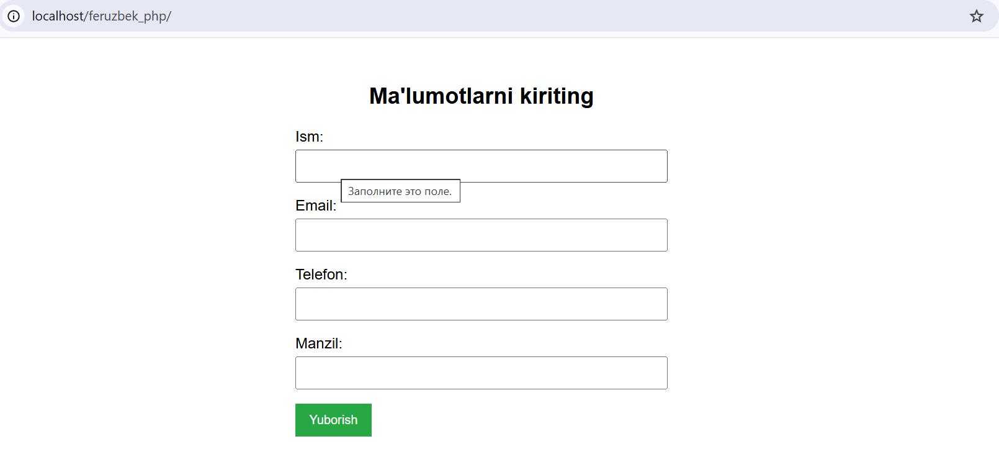 localhost/feruzbek_php/
Ma'lumotlarni kiriting
Ism:
Заполните это поле.
Email:
Telefon:
Manzil:
Yuborish